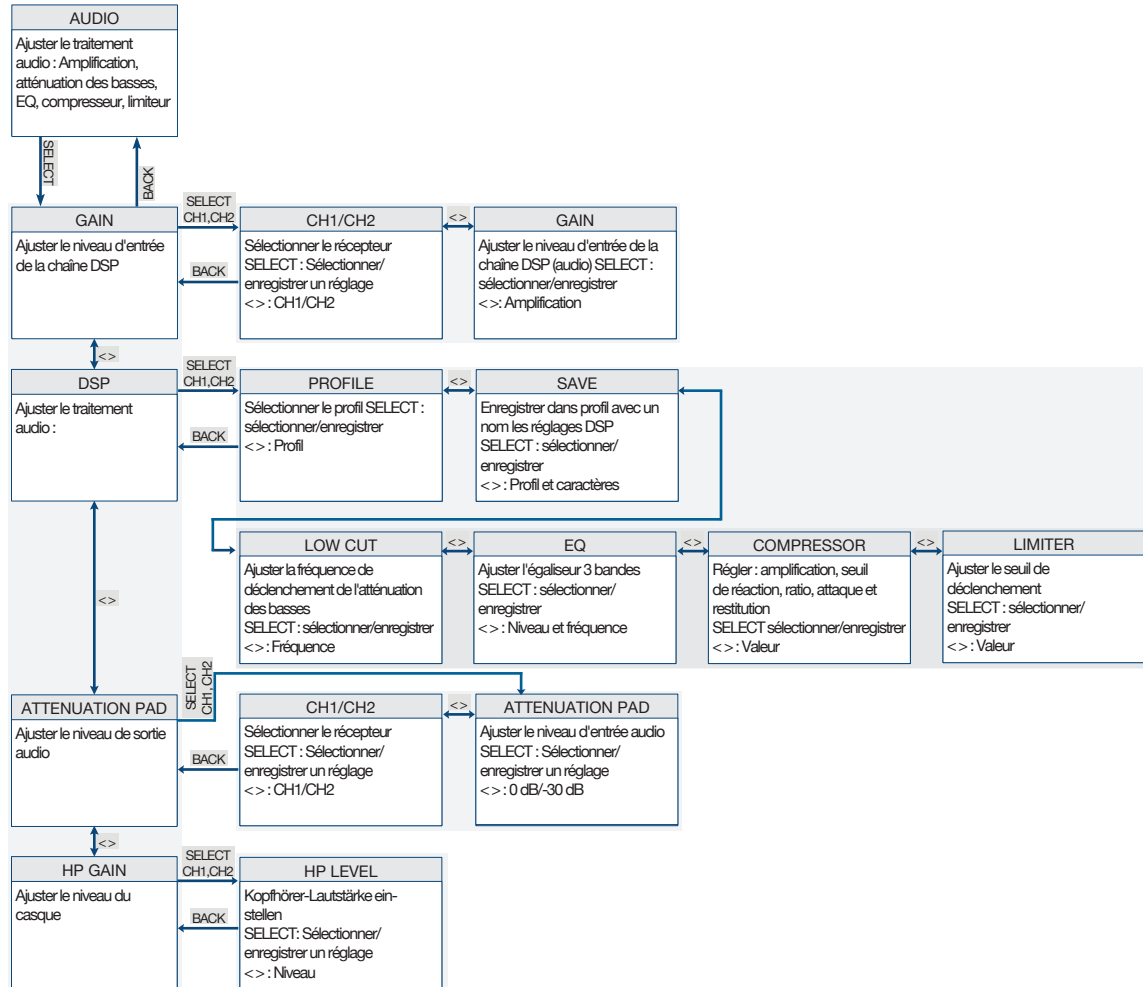 AUDIO
Ajuster le traitement
audio : Amplification,
atténuation des basses,
EQ, compresseur, limiteur
SELECT
BACK
GAIN
Ajuster le niveau d'entrée
de la chaîne DSP
SELECT
CH1,CH2
BACK
CH1/CH2
Sélectionner le récepteur
SELECT : Sélectionner/
enregistrer un réglage
<> : CH1/CH2
<>
GAIN
Ajuster le niveau d'entrée de la
chaîne DSP (audio) SELECT :
sélectionner/enregistrer
<>: Amplification
<>
DSP
Ajuster le traitement
audio :
SELECT
CH1,CH2
BACK
PROFILE
Sélectionner le profil SELECT :
sélectionner/enregistrer
<> : Profil
<>
SAVE
Enregistrer dans profil avec un
nom les réglages DSP
SELECT : sélectionner/
enregistrer
<> : Profil et caractères
LOW CUT
Ajuster la fréquence de
déclenchement de l'atténuation
des basses
SELECT : sélectionner/enregistrer
<> : Fréquence
<>
EQ
Ajuster l'égaliseur 3 bandes
SELECT : sélectionner/
enregistrer
<> : Niveau et fréquence
<>
COMPRESSOR
Régler : amplification, seuil
de réaction, ratio, attaque et
restitution
SELECT sélectionner/enregistrer
<> : Valeur
<>
LIMITER
Ajuster le seuil de
déclenchement
SELECT : sélectionner/
enregistrer
<> : Valeur
<>
ATTENUATION PAD
Ajuster le niveau de sortie
audio
SELECT
CH1, CH2
BACK
CH1/CH2
Sélectionner le récepteur
SELECT : Sélectionner/
enregistrer un réglage
<> : CH1/CH2
<>
ATTENUATION PAD
Ajuster le niveau d'entrée audio
SELECT : Sélectionner/
enregistrer un réglage
<> : 0 dB/-30 dB
<>
HP GAIN
Ajuster le niveau du
casque
SELECT
CH1,CH2
BACK
HP LEVEL
Kopfhörer-Lautstärke ein-
stellen
SELECT: Sélectionner/
enregistrer un réglage
<> : Niveau